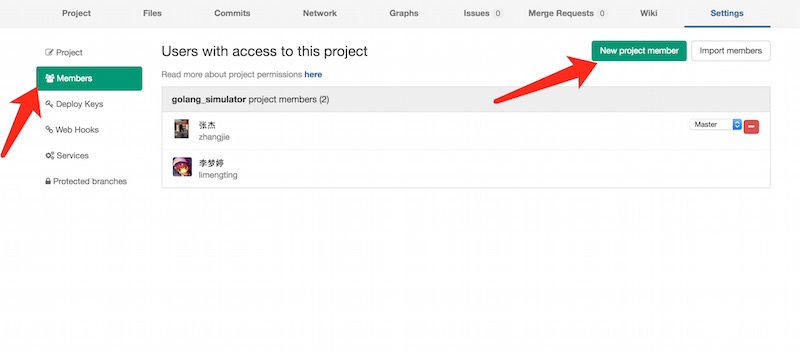 Project Files Commits Network Graphs Issues 0 Merge Requests 0 Wiki Settings
Project
Members
Deploy Keys
Web Hooks
Services
Protected branches
Users with access to this project
New project member
Import members
Read more about project permissions here
golang_simulator project members (2)
张杰
zhangjie
Master
李梦婷
limengting